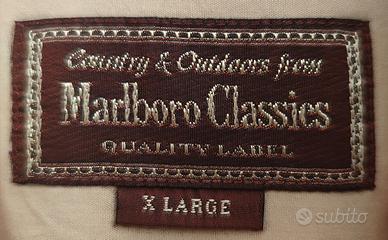 Country & Outdoors from
Marlboro Classics
QUALITY LABEL
X LARGE
subito